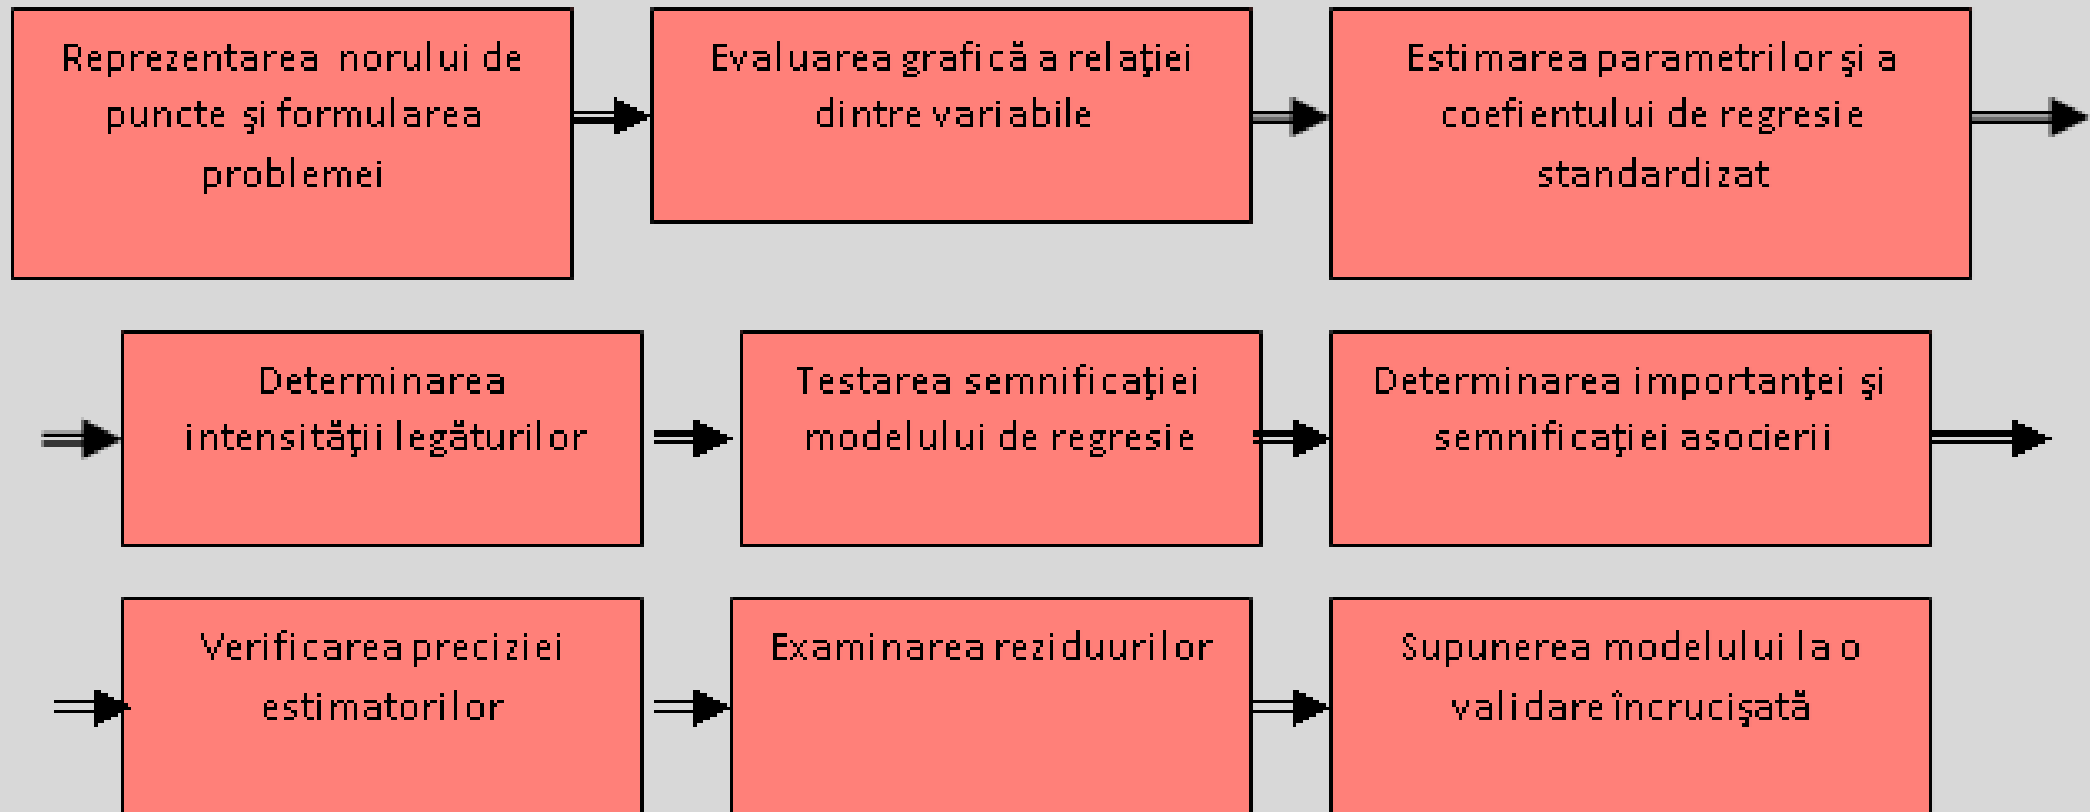 Reprezentarea norului de
puncte şi formularea
problemei
Evaluarea grafică a relaţiei
dintre variabile
Estimarea parametrilor şi a
coefientului de regresie
standardizat
Determinarea
intensităţii legăturilor
Testarea semnificaţiei
modelului de regresie
Determinarea importanţei şi
semnificaţiei asocierii
Verificarea preciziei
estimatorilor
Examinarea reziduurilor
Supunerea modelului la o
validare încrucişată